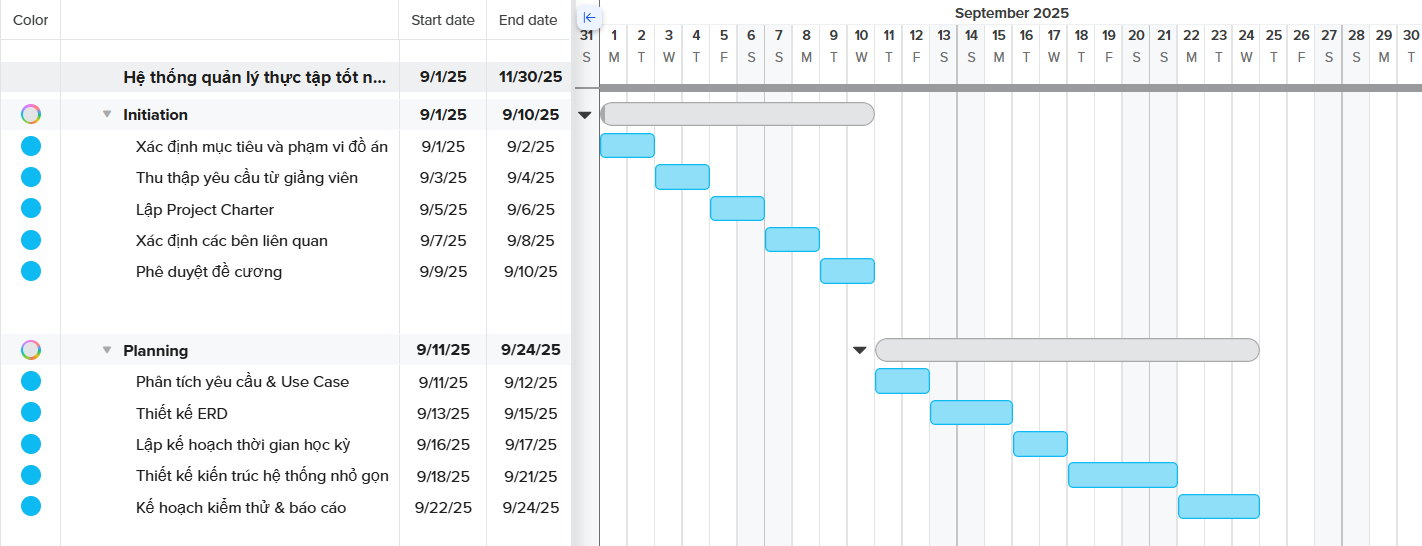 Color Start date End date September 2025
31 1 2 3 4 5 6 7 8 9 10 11 12 13 14 15 16 17 18 19 20 21 22 23 24 25 26 27 28 29 30
S M T W T F S S M T W T F S S M T W T F S S M T W T F S S M T
Hệ thống quản lý thực tập tốt n... 9/1/25 11/30/25
Initiation 9/1/25 9/10/25
Xác định mục tiêu và phạm vi đồ án 9/1/25 9/2/25
Thu thập yêu cầu từ giảng viên 9/3/25 9/4/25
Lập Project Charter 9/5/25 9/6/25
Xác định các bên liên quan 9/7/25 9/8/25
Phê duyệt đề cương 9/9/25 9/10/25
Planning 9/11/25 9/24/25
Phân tích yêu cầu & Use Case 9/11/25 9/12/25
Thiết kế ERD 9/13/25 9/15/25
Lập kế hoạch thời gian học kỳ 9/16/25 9/17/25
Thiết kế kiến trúc hệ thống nhỏ gọn 9/18/25 9/21/25
Kế hoạch kiểm thử & báo cáo 9/22/25 9/24/25